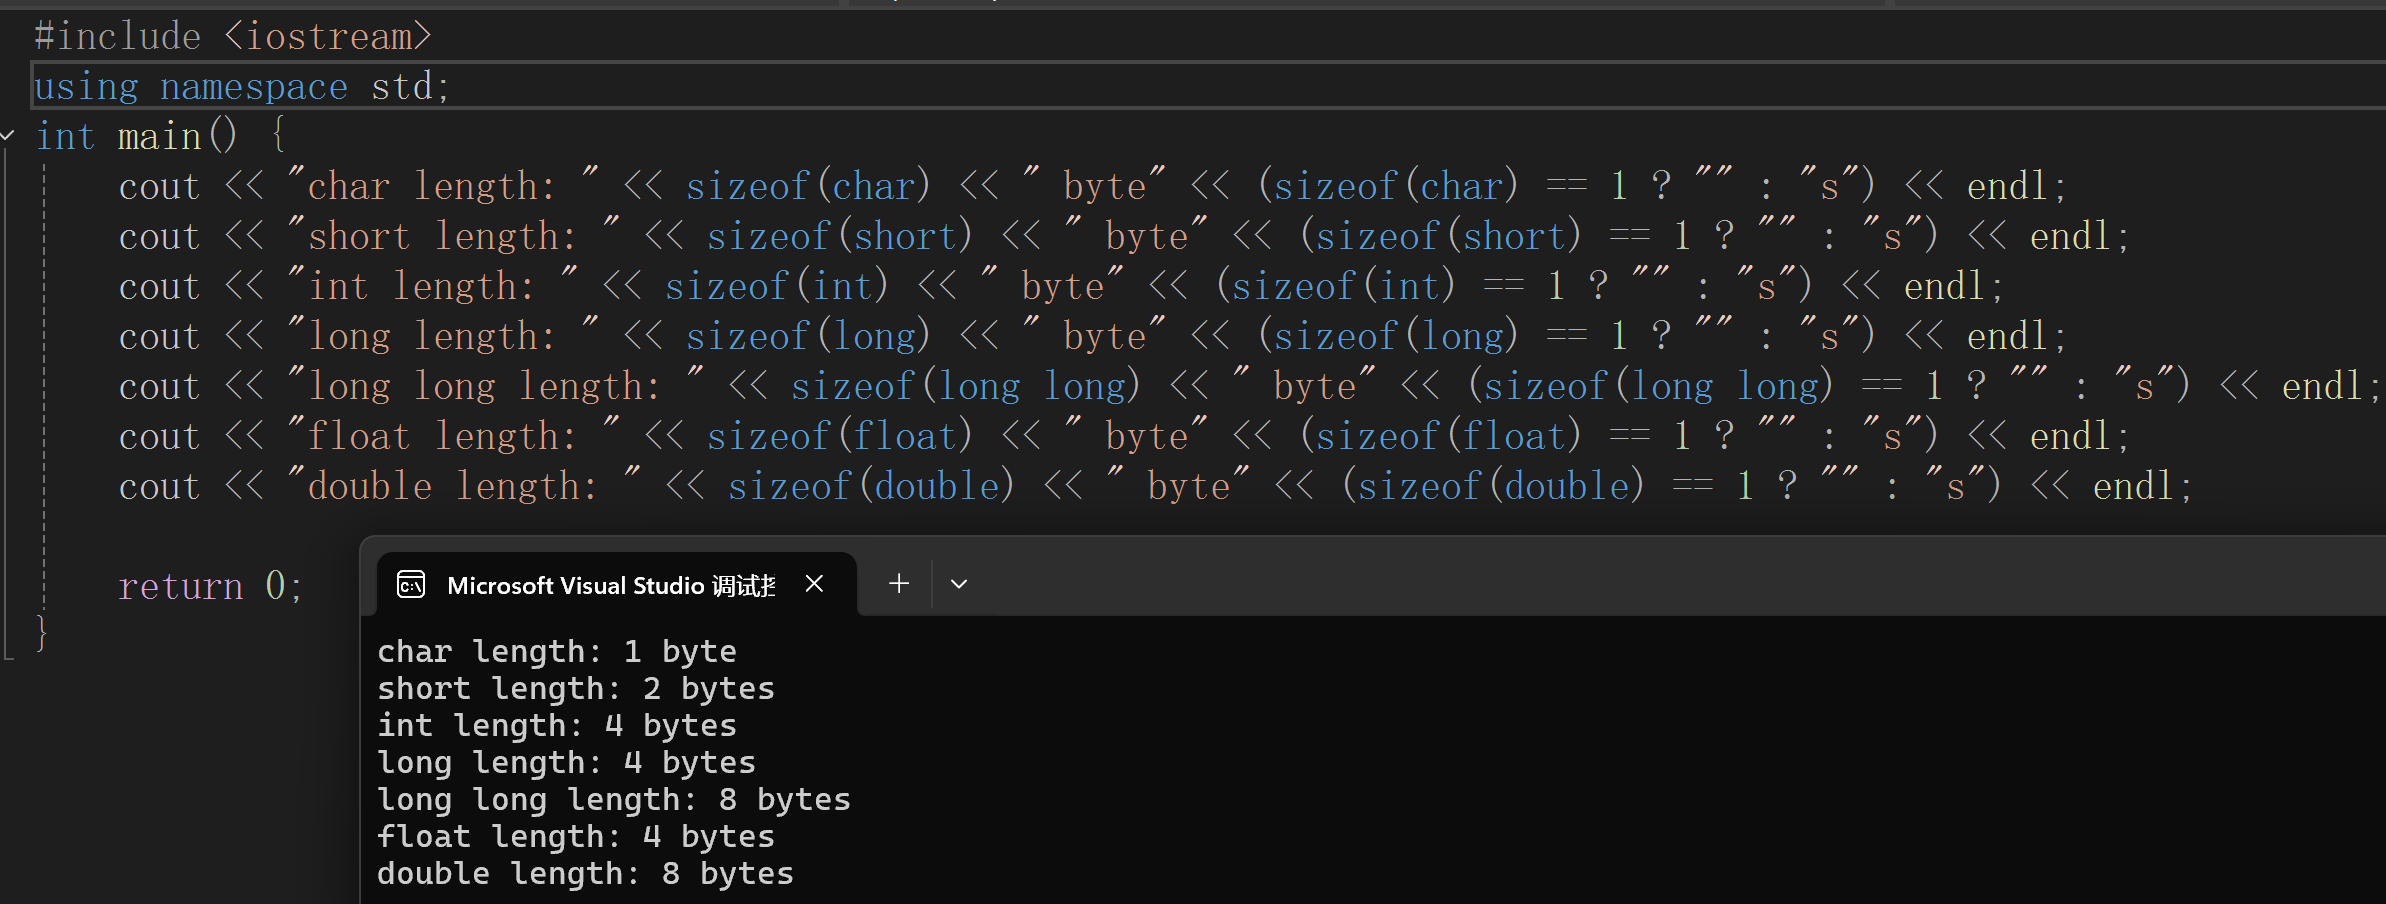 #include <iostream>
using namespace std;
int main() {
cout << "char length: " << sizeof(char) << " byte" << (sizeof(char) == 1 ? "" : "s") << endl;
cout << "short length: " << sizeof(short) << " byte" << (sizeof(short) == 1 ? "" : "s") << endl;
cout << "int length: " << sizeof(int) << " byte" << (sizeof(int) == 1 ? "" : "s") << endl;
cout << "long length: " << sizeof(long) << " byte" << (sizeof(long) == 1 ? "" : "s") << endl;
cout << "long long length: " << sizeof(long long) << " byte" << (sizeof(long long) == 1 ? "" : "s") << endl;
cout << "float length: " << sizeof(float) << " byte" << (sizeof(float) == 1 ? "" : "s") << endl;
cout << "double length: " << sizeof(double) << " byte" << (sizeof(double) == 1 ? "" : "s") << endl;
return 0;
}
Microsoft Visual Studio 调试
char length: 1 byte
short length: 2 bytes
int length: 4 bytes
long length: 4 bytes
long long length: 8 bytes
float length: 4 bytes
double length: 8 bytes